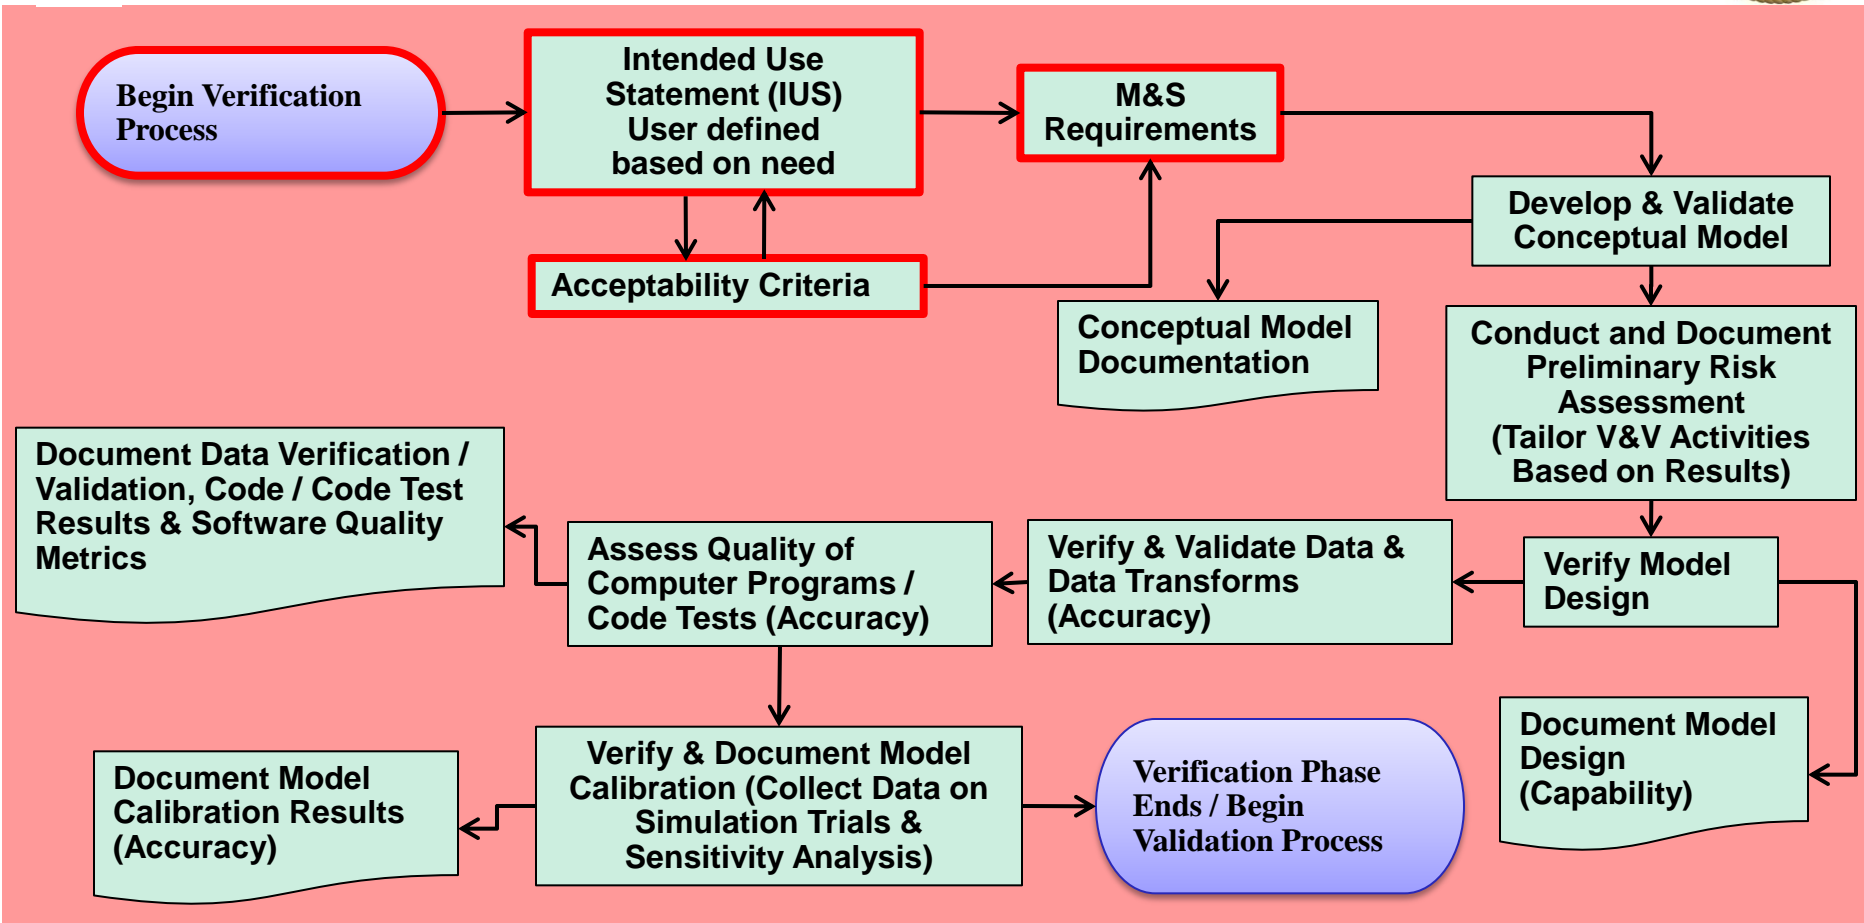 Begin Verification
Process
Intended Use
Statement (IUS)
User defined
based on need
M&S
Requirements
Acceptability Criteria
Develop & Validate
Conceptual Model
Conceptual Model
Documentation
Conduct and Document
Preliminary Risk
Assessment
(Tailor V&V Activities
Based on Results)
Verify Model
Design
Document Model
Design
(Capability)
Verify & Validate Data &
Data Transforms
(Accuracy)
Assess Quality of
Computer Programs /
Code Tests (Accuracy)
Document Data Verification /
Validation, Code / Code Test
Results & Software Quality
Metrics
Verify & Document Model
Calibration (Collect Data on
Simulation Trials &
Sensitivity Analysis)
Document Model
Calibration Results
(Accuracy)
Verification Phase
Ends / Begin
Validation Process